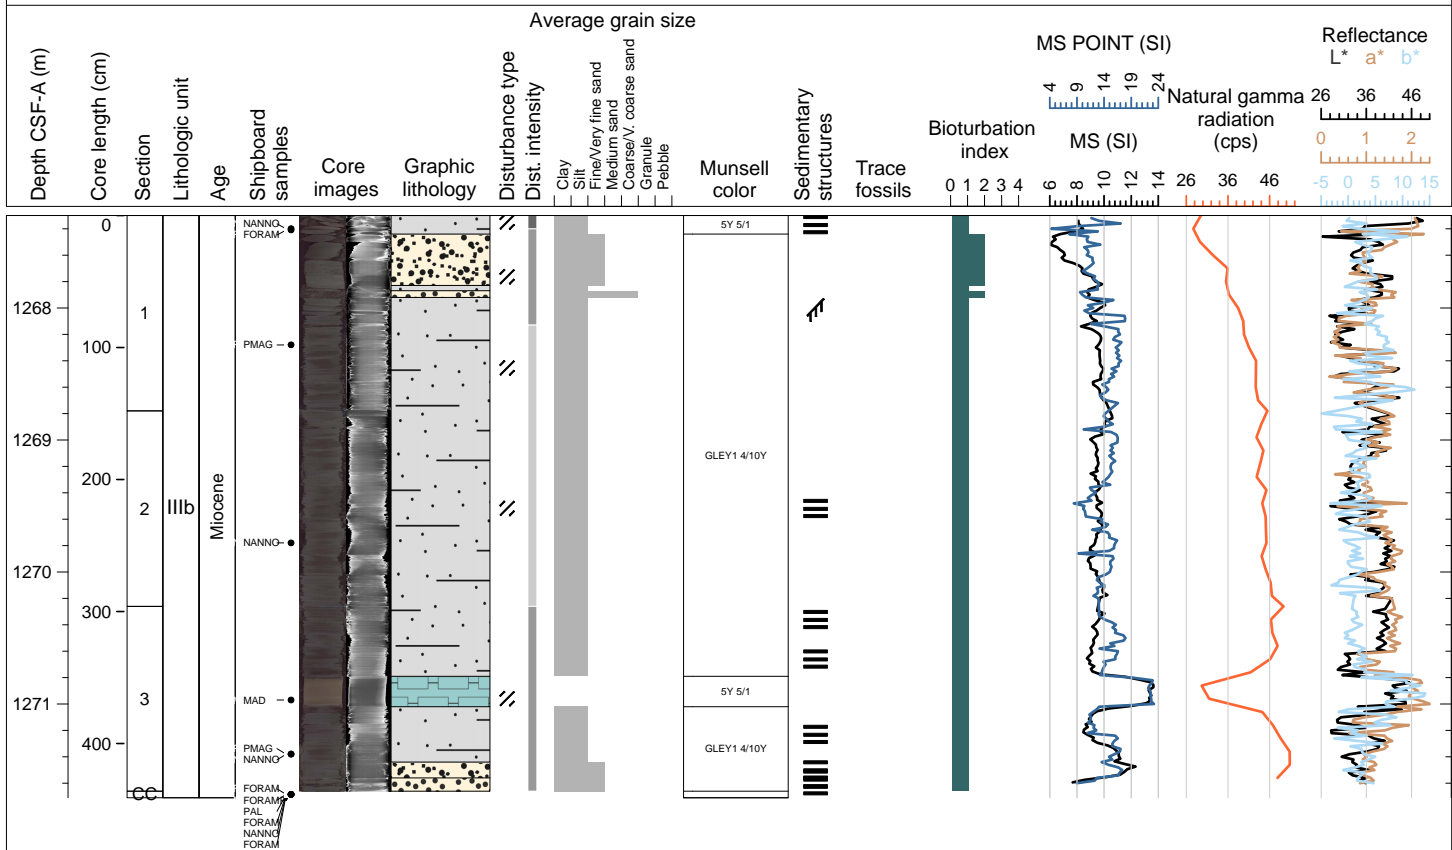 Average grain size
Depth CSF-A (m)
Core length (cm)
Section
Lithologic unit
Age
Shipboard samples
Core images
Graphic lithology
Disturbance type
Dist. intensity
Clay
Silt
Fine/Very fine sand
Medium sand
Coarse/V. coarse sand
Granule
Pebble
Munsell color
Sedimentary structures
Trace fossils
Bioturbation index
0 1 2 3 4
MS POINT (SI)
4 9 14 19 24
MS (SI)
6 8 10 12 14
Natural gamma radiation (cps)
26 36 46
Reflectance
L* a* b*
26 36 46
0 1 2
-5 0 5 10 15
0
NANNO
FORAM
5Y 5/1
1268
1
100
PMAG
1269
GLEY1 4/10Y
200
2
IIIb
Miocene
NANNO
1270
300
3
MAD
5Y 5/1
1271
400
PMAG
NANNO
GLEY1 4/10Y
CC
FORAM
FORAM
PAL
FORAM
NANNO
FORAM